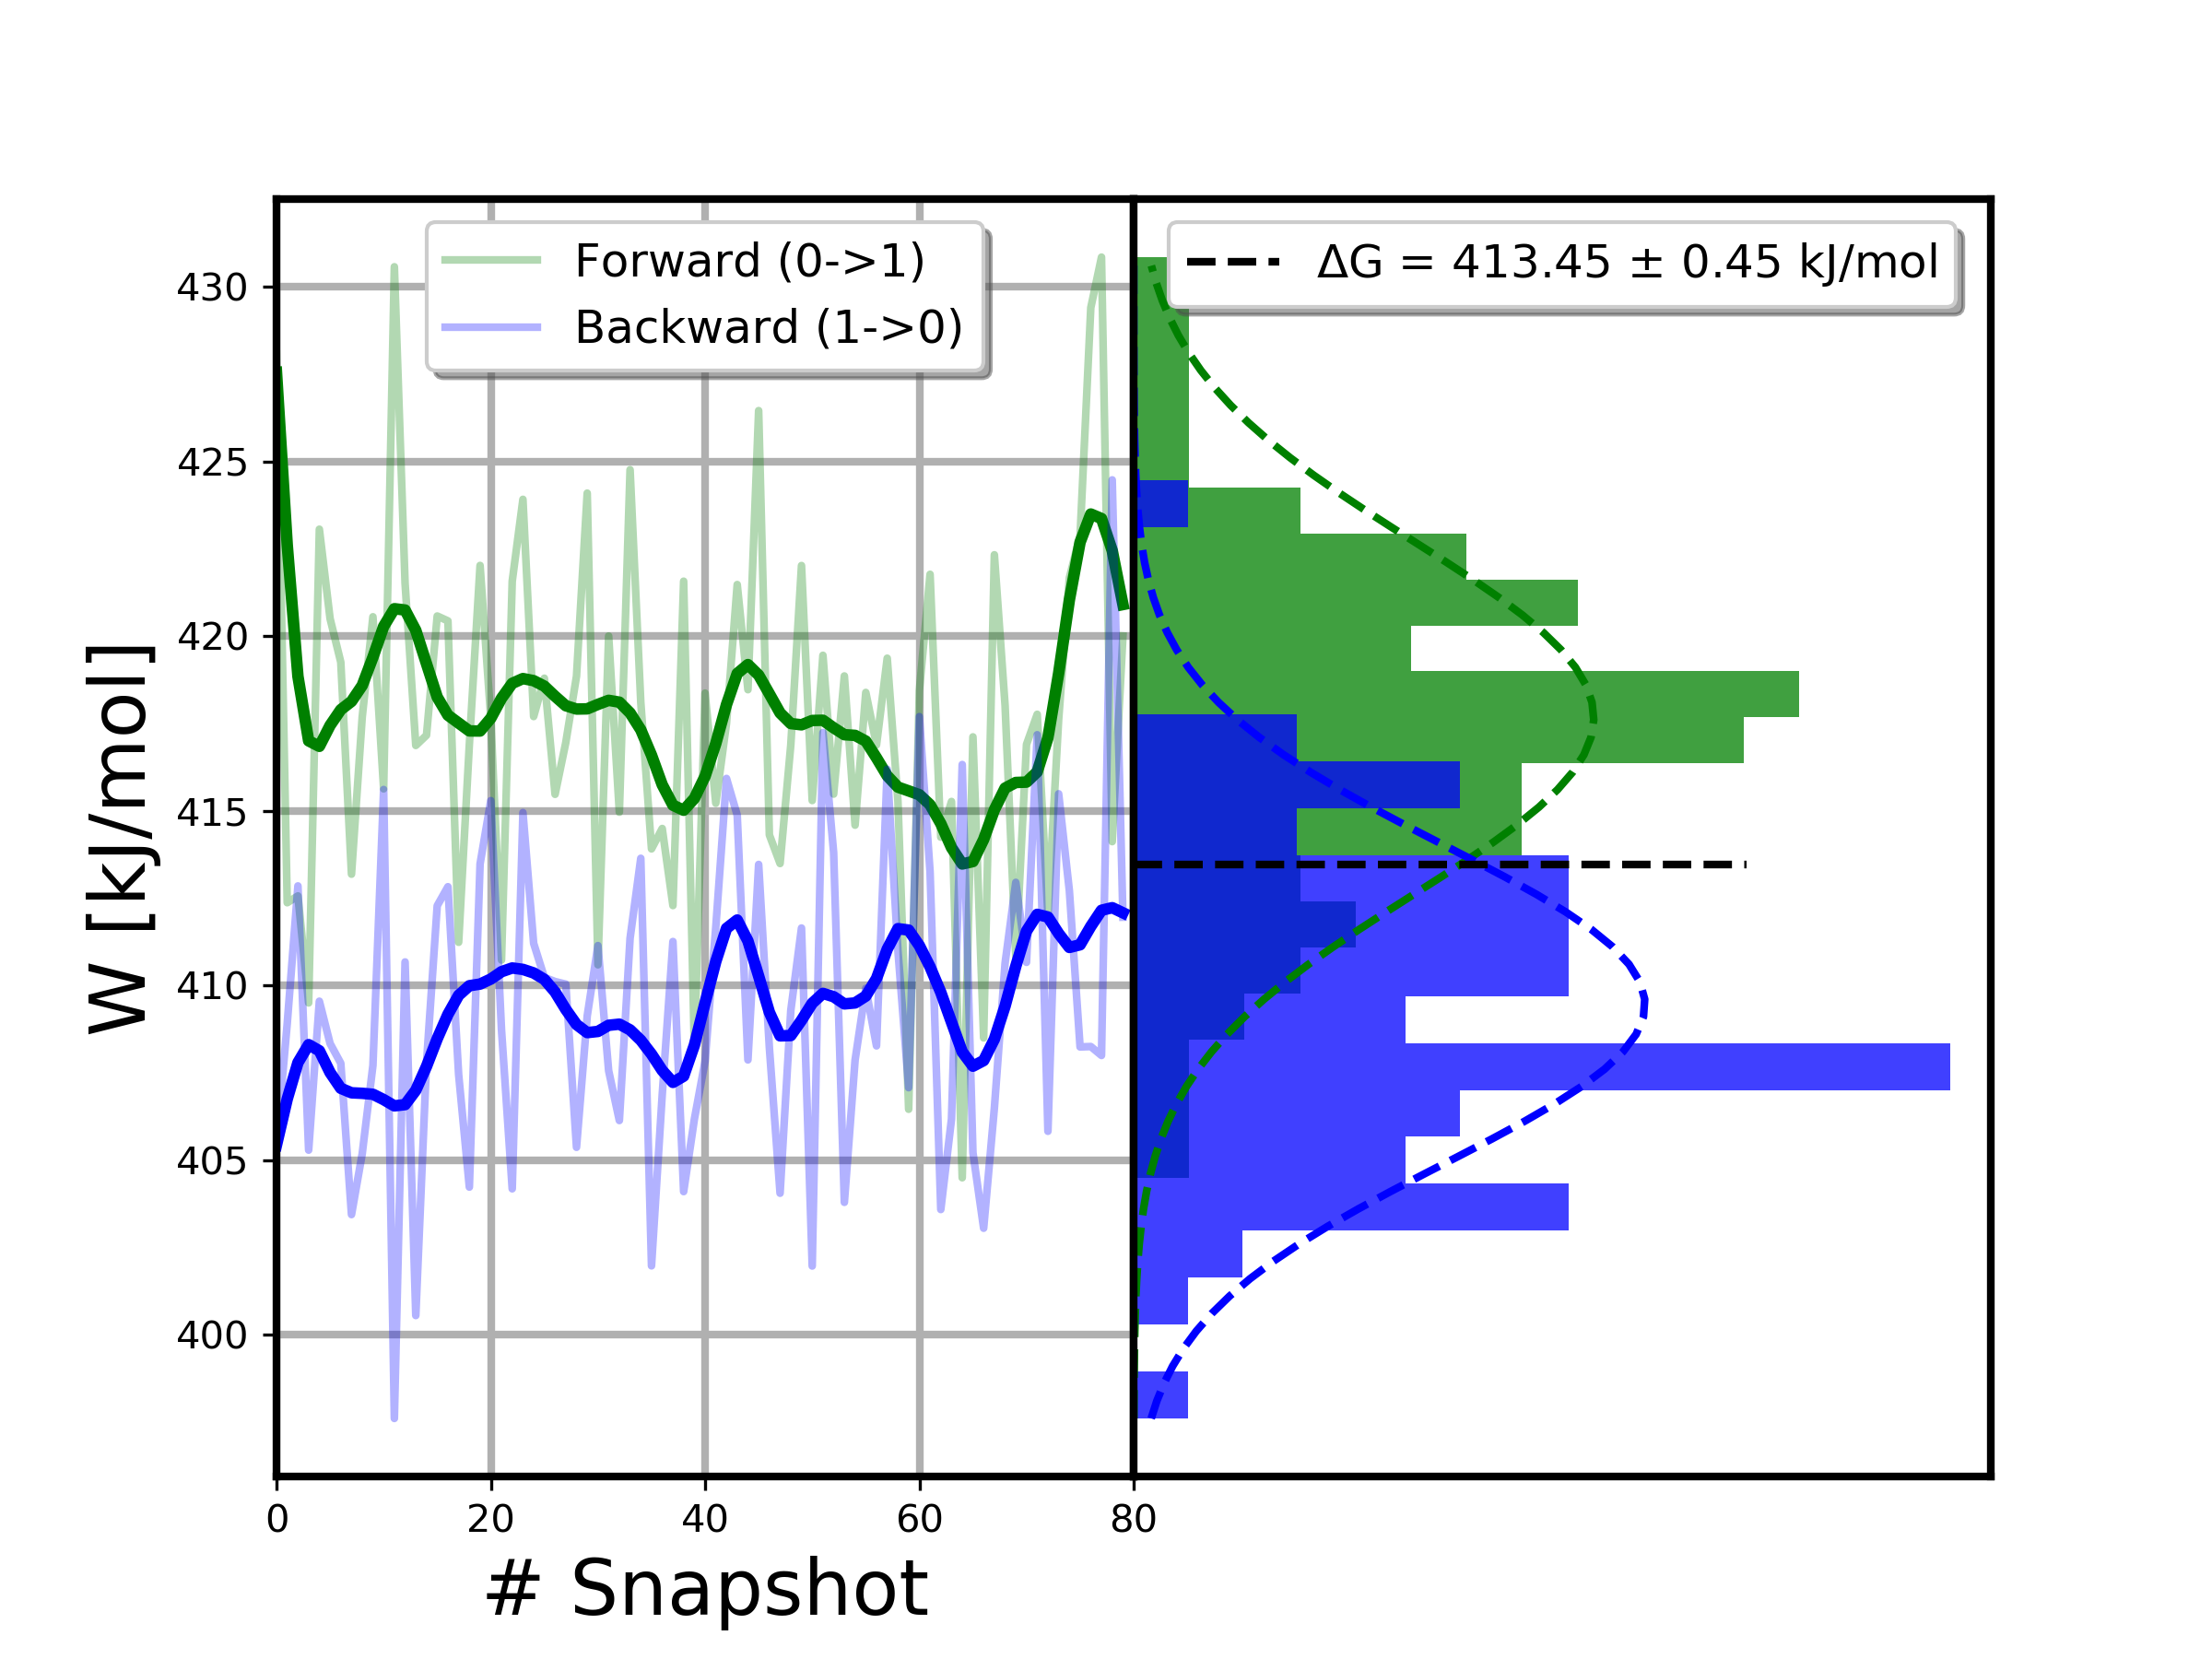 Forward (0->1)
Backward (1->0)
ΔG = 413.45 ± 0.45 kJ/mol
W [kJ/mol]
430
425
420
415
410
405
400
0 20 40 60 80
# Snapshot